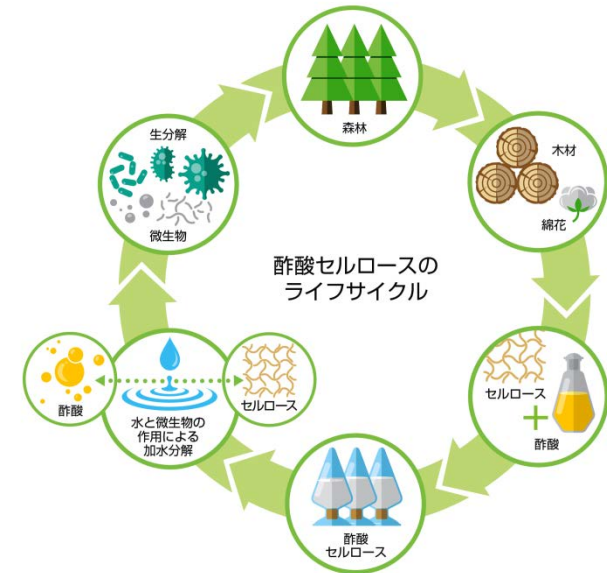 酢酸セルロースの
ライフサイクル
森林
木材
綿花
セルロース
+
酢酸
酢酸
セルロース
水と微生物の
作用による
加水分解
酢酸
セルロース
生分解
微生物